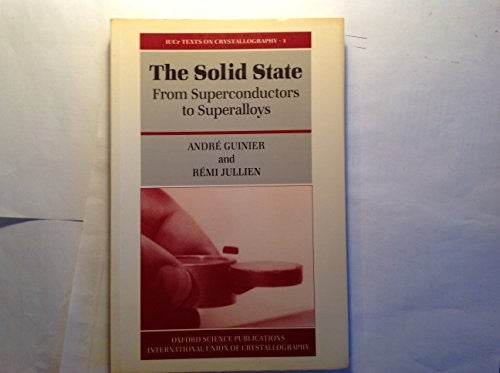 IUCr TEXTS ON CRYSTALLOGRAPHY · 1
The Solid State
From Superconductors
to Superalloys
ANDRÉ GUINIER
and
RÉMI JULLIEN
OXFORD SCIENCE PUBLICATIONS
INTERNATIONAL UNION OF CRYSTALLOGRAPHY